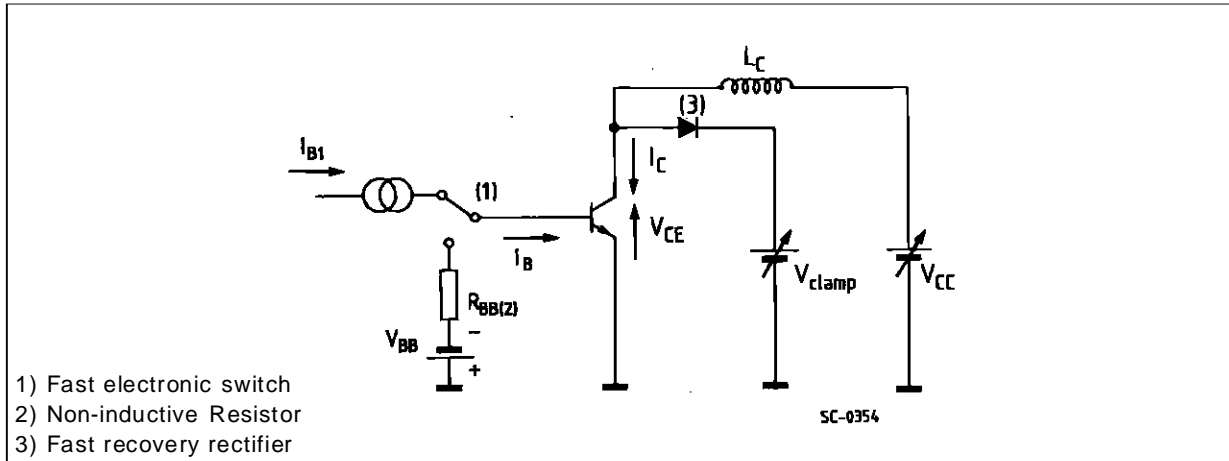 L_C
(3)
I_B1
(1)
I_C
V_CE
I_B
V_clamp
V_CC
R_BB(2)
V_BB
−
+
SC-0354
1) Fast electronic switch
2) Non-inductive Resistor
3) Fast recovery rectifier